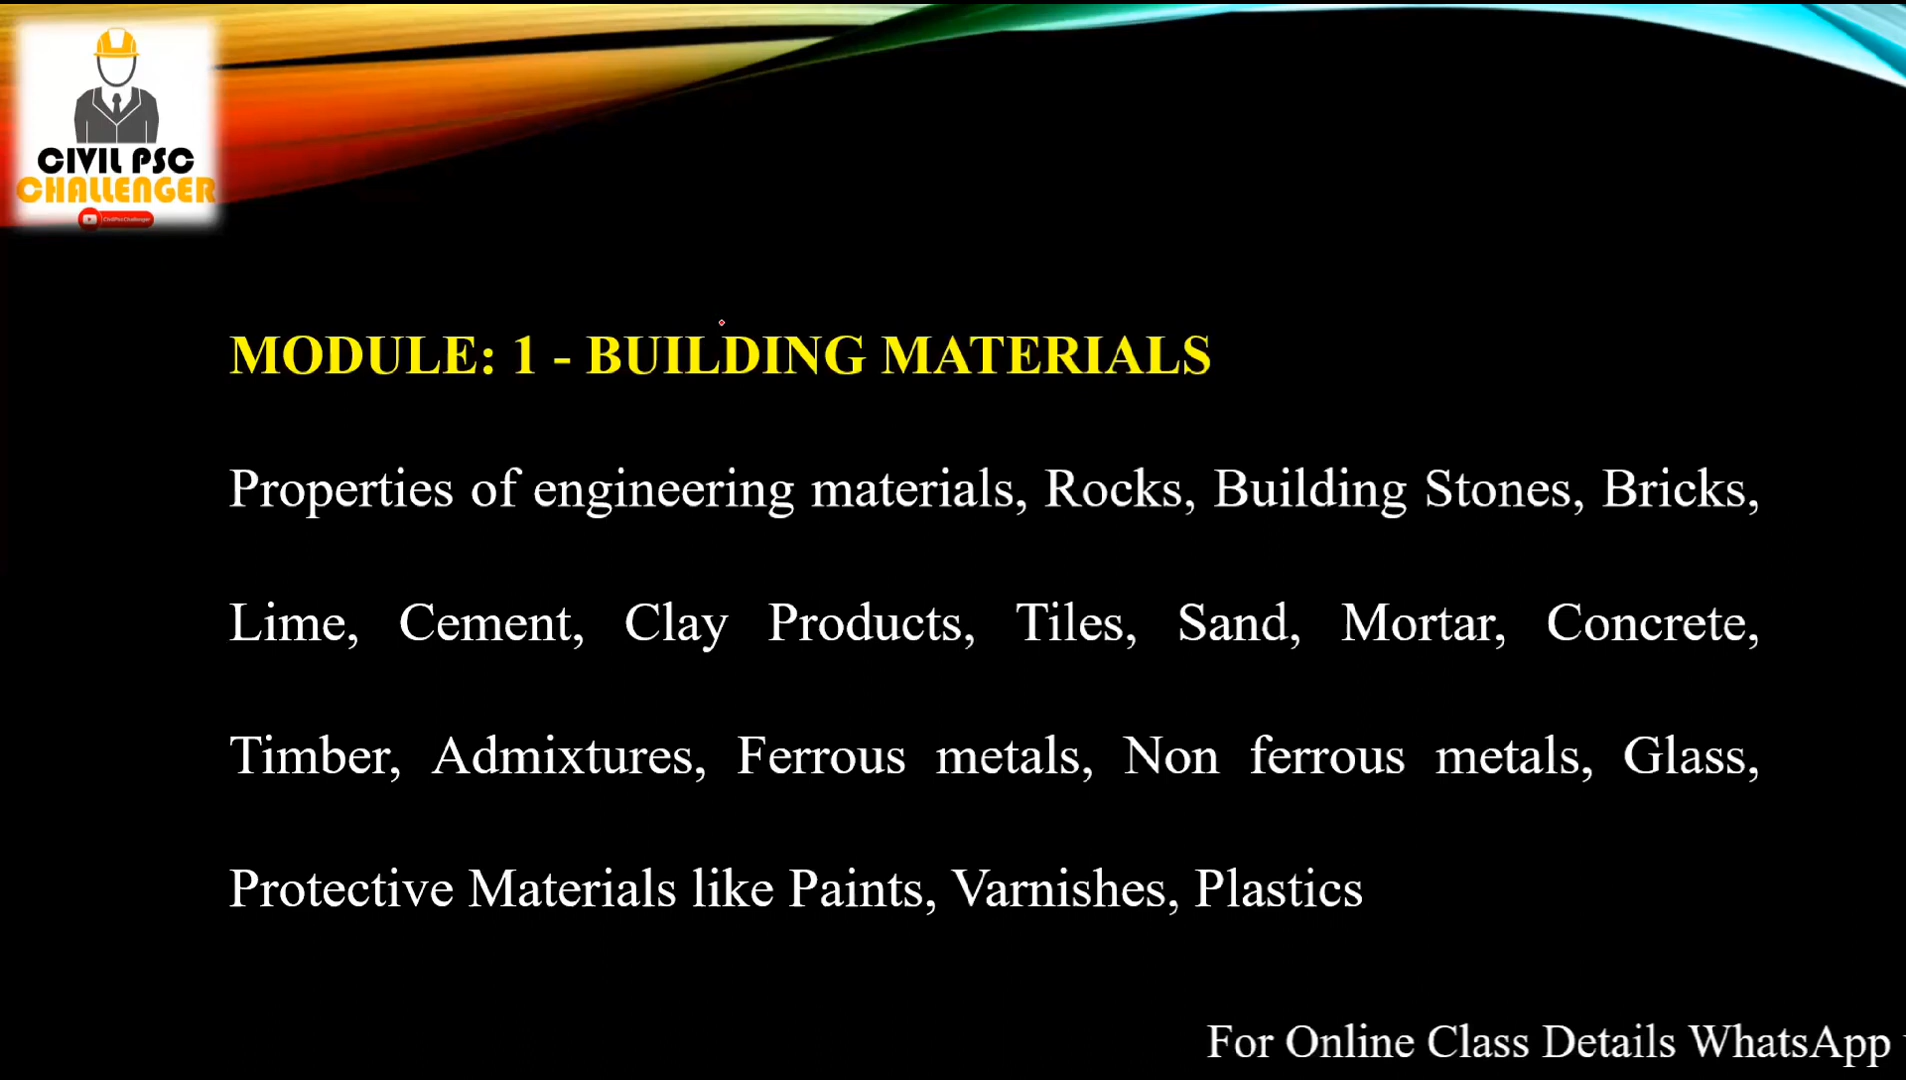 CIVIL PSC
CHALLENGER
CivilPscChallenger
MODULE: 1 - BUILDING MATERIALS
Properties of engineering materials, Rocks, Building Stones, Bricks,
Lime, Cement, Clay Products, Tiles, Sand, Mortar, Concrete,
Timber, Admixtures, Ferrous metals, Non ferrous metals, Glass,
Protective Materials like Paints, Varnishes, Plastics
For Online Class Details WhatsApp